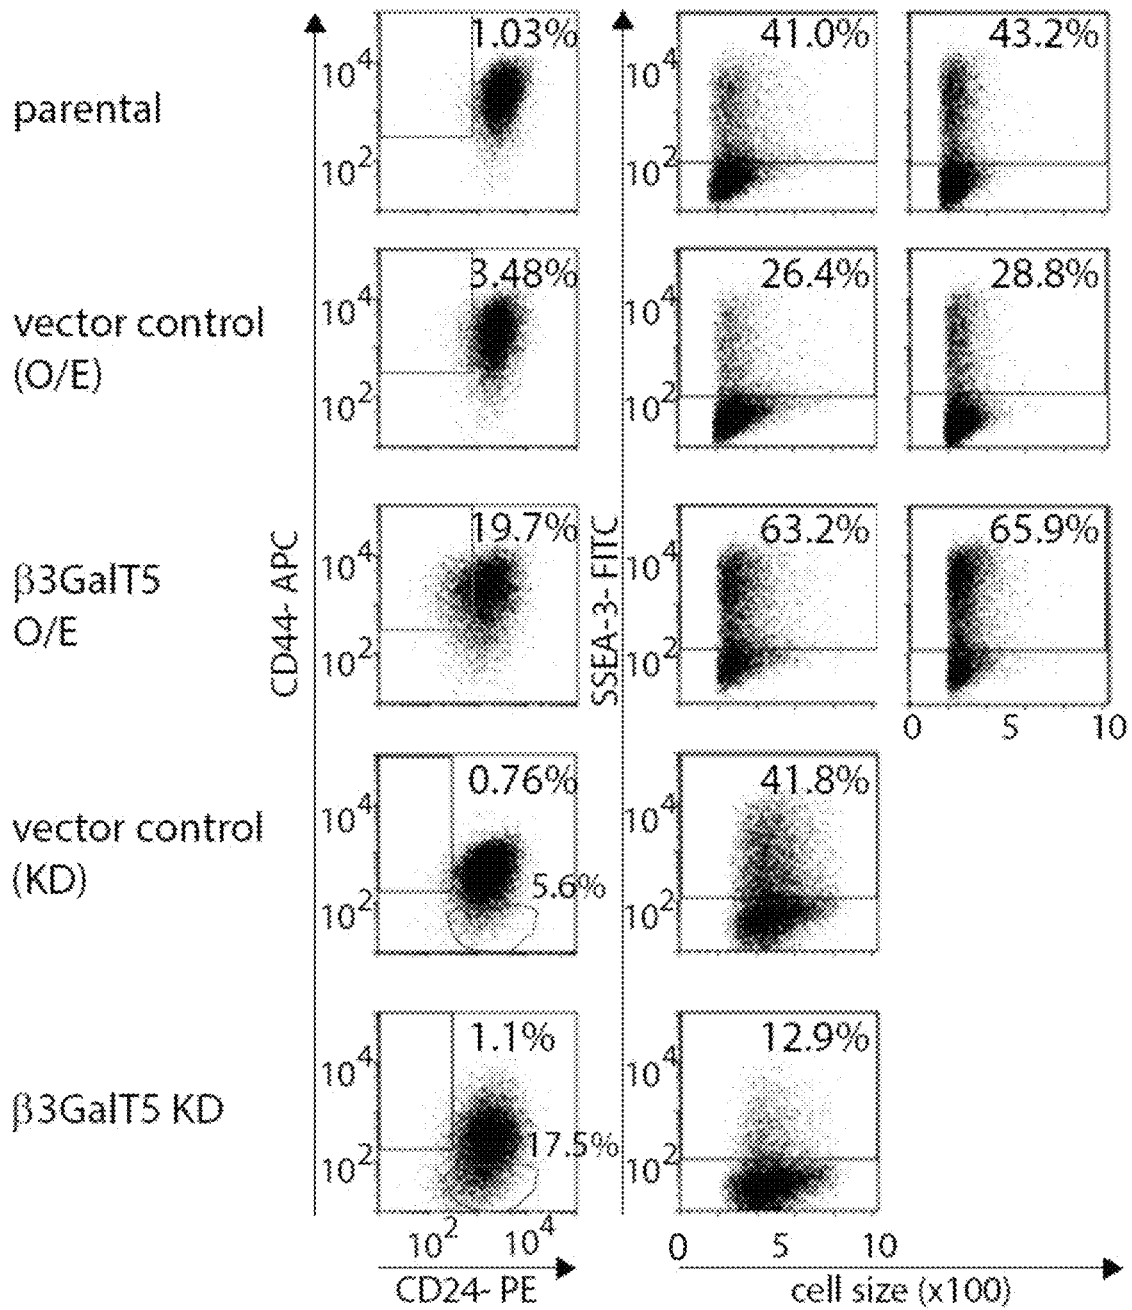 1.03%
41.0%
43.2%
10⁴
10²
10⁴
10²
parental
3.48%
26.4%
28.8%
10⁴
10²
10⁴
10²
vector control
(O/E)
19.7%
63.2%
65.9%
10⁴
10²
10⁴
10²
β3GalT5
O/E
CD44- APC
SSEA-3- FITC
0 5 10
0.76%
41.8%
10⁴
10²
10⁴
10²
5.6%
vector control
(KD)
1.1%
12.9%
10⁴
10²
10⁴
10²
17.5%
β3GalT5 KD
10² 10⁴
0 5 10
CD24- PE
cell size (x100)